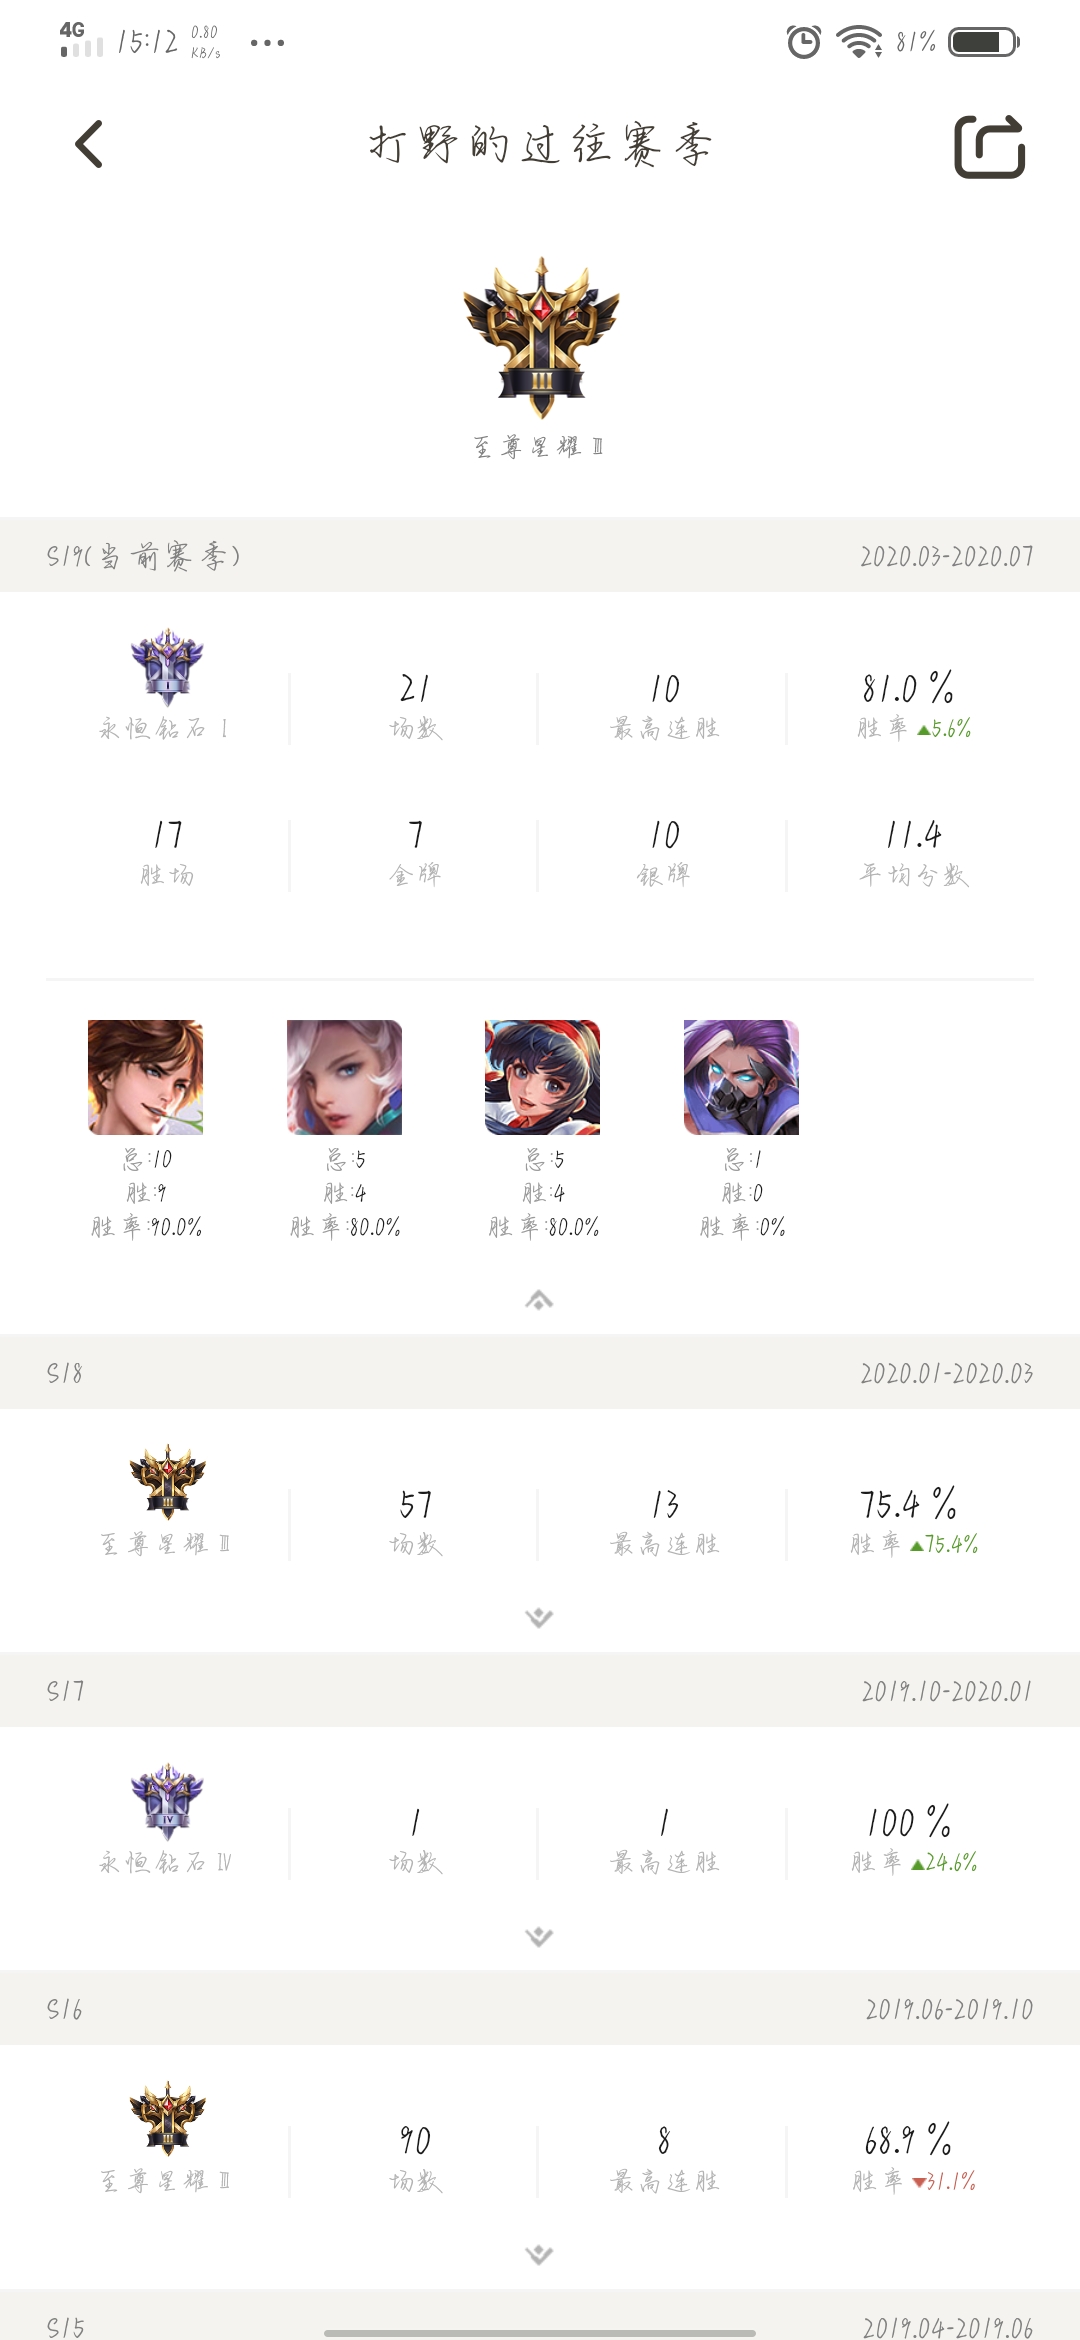 4G 15:12 0.80 KB/s ... 81%
打野的过往赛季
III
至尊星耀 III
S19(当前赛季) 2020.03-2020.07
I
21 10 81.0 %
永恒钻石 I 场数 最高连胜 胜率 ▲5.6%
17 7 10 11.4
胜场 金牌 银牌 平均分数
总:10 总:5 总:5 总:1
胜:9 胜:4 胜:4 胜:0
胜率:90.0% 胜率:80.0% 胜率:80.0% 胜率:0%
S18 2020.01-2020.03
III
57 13 75.4 %
至尊星耀 III 场数 最高连胜 胜率 ▲75.4%
S17 2019.10-2020.01
IV
1 1 100 %
永恒钻石 IV 场数 最高连胜 胜率 ▲24.6%
S16 2019.06-2019.10
III
90 8 68.9 %
至尊星耀 III 场数 最高连胜 胜率 ▼31.1%
S15 2019.04-2019.06